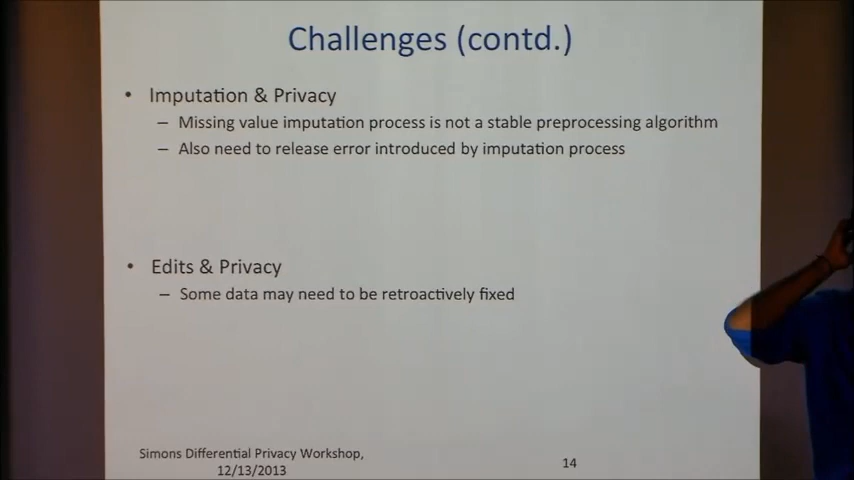 Challenges (contd.)
• Imputation & Privacy
– Missing value imputation process is not a stable preprocessing algorithm
– Also need to release error introduced by imputation process
• Edits & Privacy
– Some data may need to be retroactively fixed
Simons Differential Privacy Workshop,
12/13/2013
14